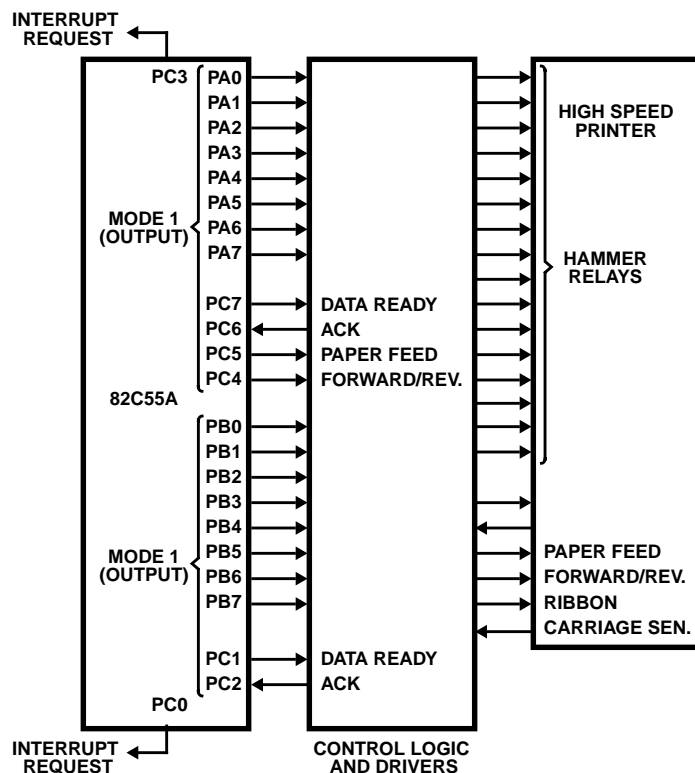 INTERRUPT
REQUEST
PC3
PA0
PA1
PA2
PA3
PA4
PA5
PA6
PA7
MODE 1
(OUTPUT)
PC7
PC6
PC5
PC4
82C55A
PB0
PB1
PB2
PB3
PB4
PB5
PB6
PB7
MODE 1
(OUTPUT)
PC1
PC2
PC0
INTERRUPT
REQUEST
DATA READY
ACK
PAPER FEED
FORWARD/REV.
DATA READY
ACK
CONTROL LOGIC
AND DRIVERS
HIGH SPEED
PRINTER
HAMMER
RELAYS
PAPER FEED
FORWARD/REV.
RIBBON
CARRIAGE SEN.